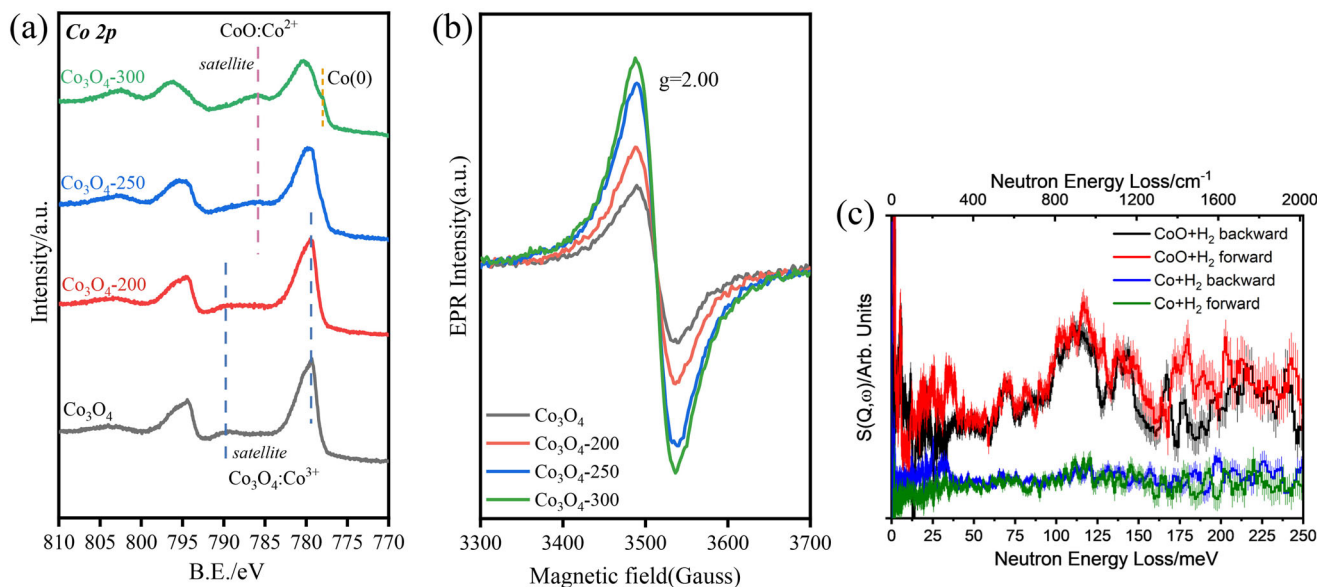 (a)
Co 2p
CoO:Co²⁺
satellite
Co(0)
Co₃O₄-300
Co₃O₄-250
Co₃O₄-200
Co₃O₄
satellite
Co₃O₄:Co³⁺
Intensity/a.u.
810 805 800 795 790 785 780 775 770
B.E./eV
(b)
g=2.00
EPR Intensity(a.u.)
Co₃O₄
Co₃O₄-200
Co₃O₄-250
Co₃O₄-300
3300 3400 3500 3600 3700
Magnetic field(Gauss)
(c)
Neutron Energy Loss/cm⁻¹
0 400 800 1200 1600 2000
CoO+H₂ backward
CoO+H₂ forward
Co+H₂ backward
Co+H₂ forward
S(Q,ω)/Arb. Units
0 25 50 75 100 125 150 175 200 225 250
Neutron Energy Loss/meV